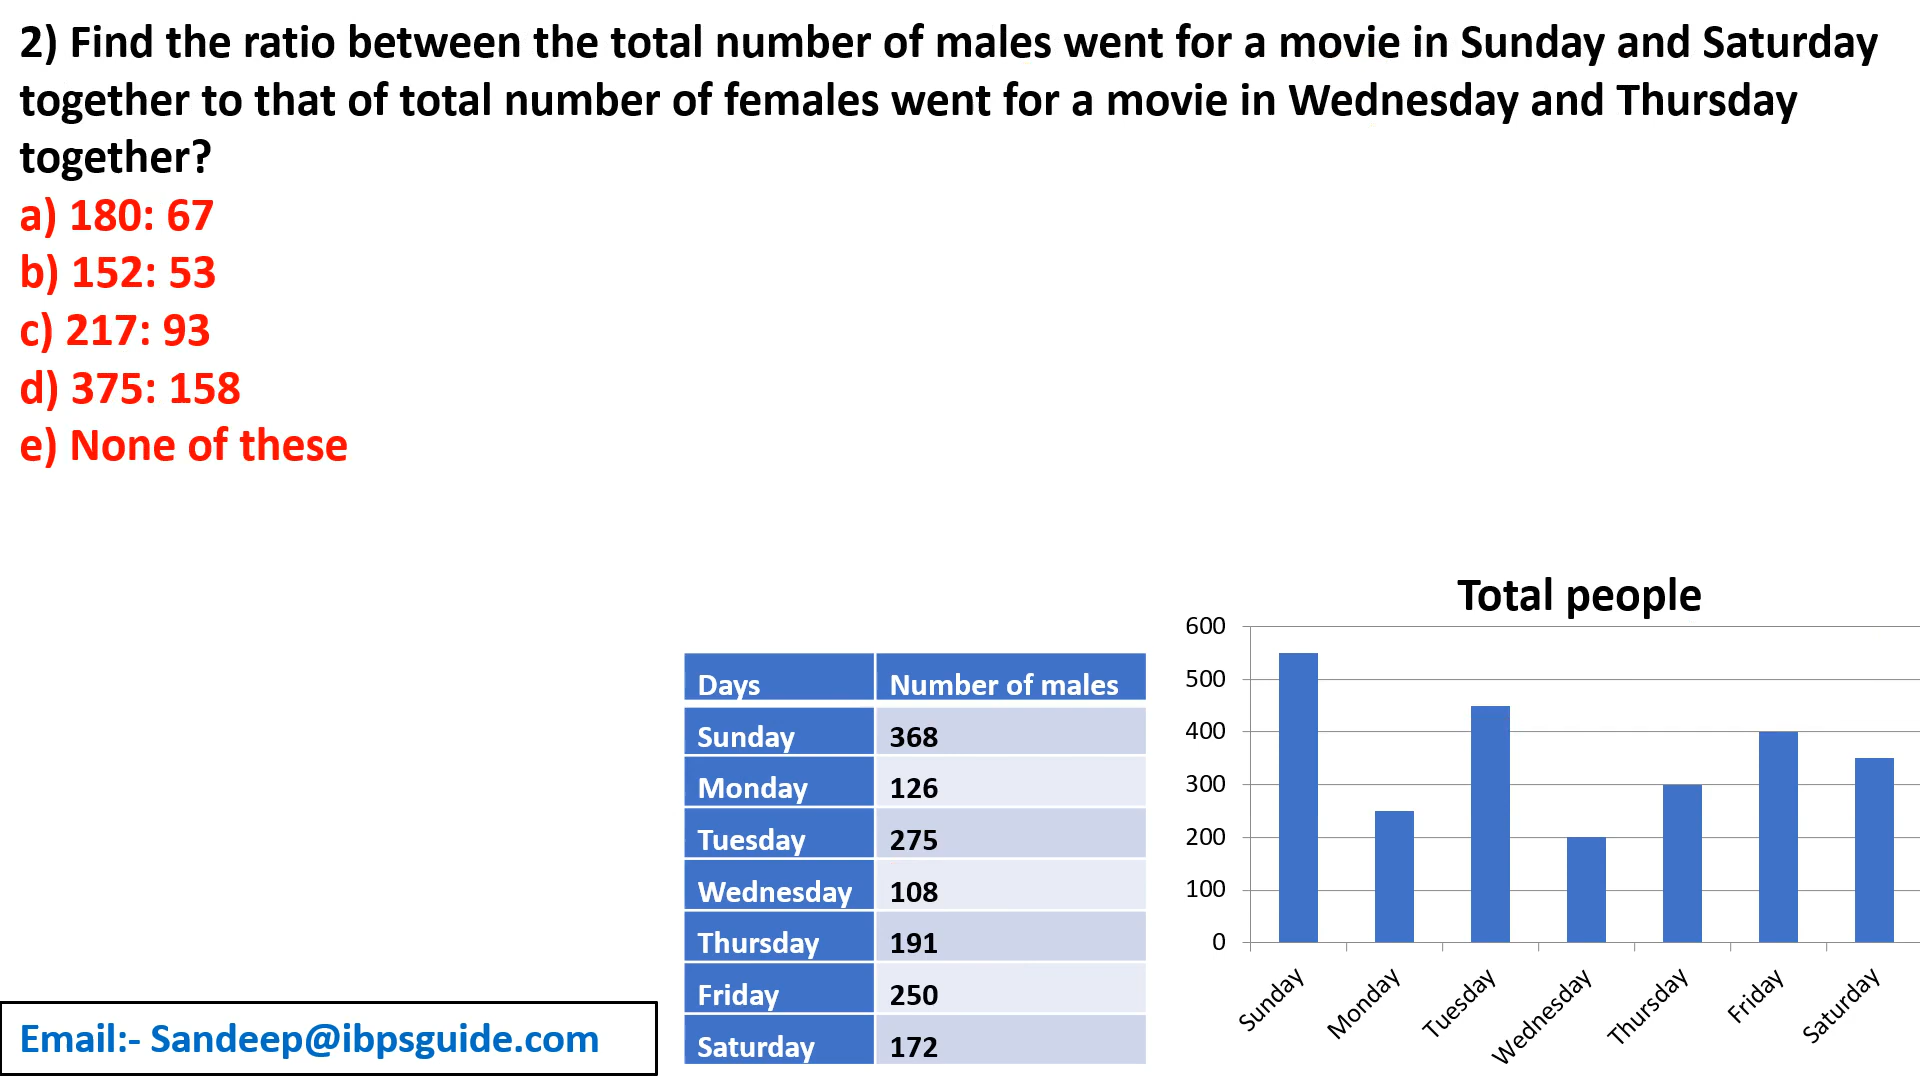 2) Find the ratio between the total number of males went for a movie in Sunday and Saturday
together to that of total number of females went for a movie in Wednesday and Thursday
together?
a) 180: 67
b) 152: 53
c) 217: 93
d) 375: 158
e) None of these
Days Number of males
Sunday 368
Monday 126
Tuesday 275
Wednesday 108
Thursday 191
Friday 250
Saturday 172
Total people
600
500
400
300
200
100
0
Sunday Monday Tuesday Wednesday Thursday Friday Saturday
Email:- Sandeep@ibpsguide.com